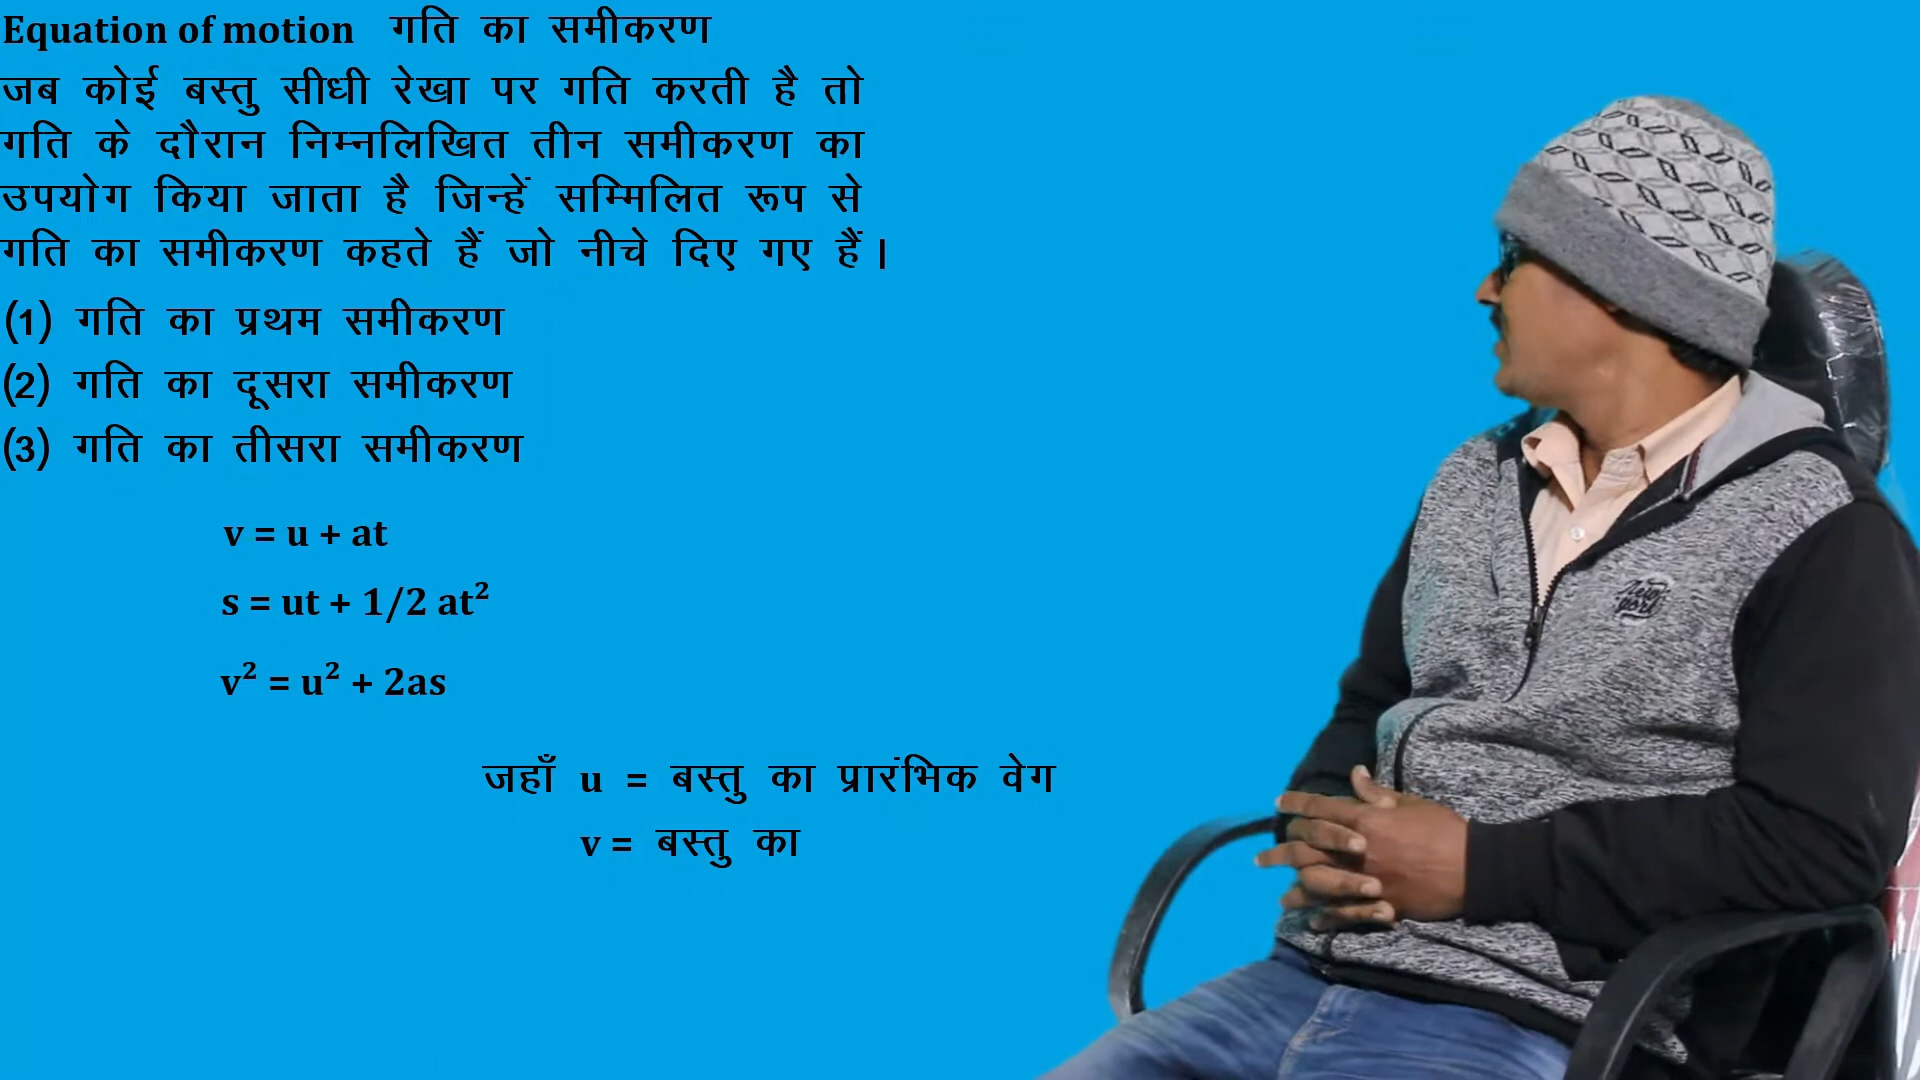 Equation of motion गति का समीकरण
जब कोई बस्तु सीधी रेखा पर गति करती है तो
गति के दौरान निम्नलिखित तीन समीकरण का
उपयोग किया जाता है जिन्हें सम्मिलित रूप से
गति का समीकरण कहते हैं जो नीचे दिए गए हैं।
(1) गति का प्रथम समीकरण
(2) गति का दूसरा समीकरण
(3) गति का तीसरा समीकरण
v = u + at
s = ut + 1/2 at²
v² = u² + 2as
जहाँ u = बस्तु का प्रारंभिक वेग
v = बस्तु का